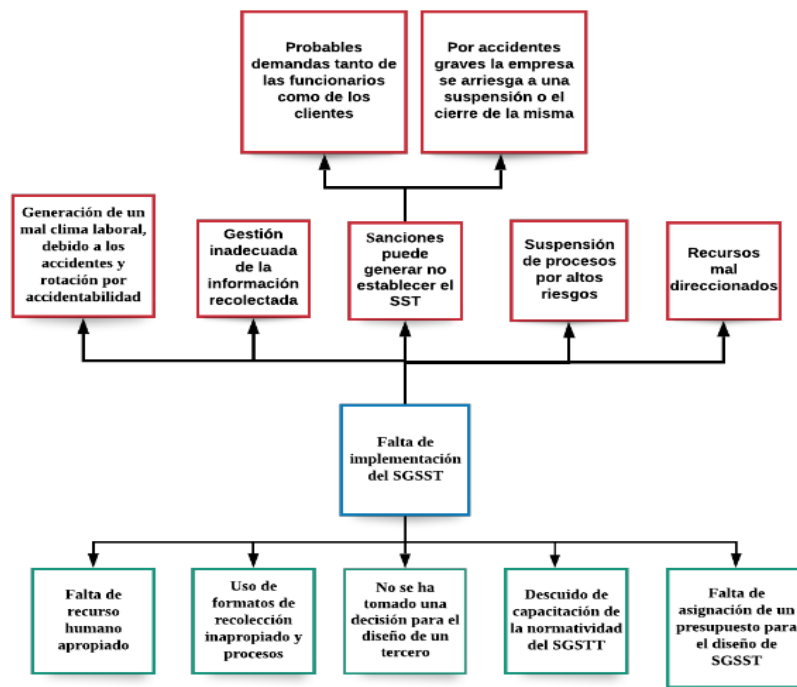 Probables
demandas tanto de
las funcionarios
como de los
clientes
Por accidentes
graves la empresa
se arriesga a una
suspensión o el
cierre de la misma
Generación de un
mal clima laboral,
debido a los
accidentes y
rotación por
accidentabilidad
Gestión
inadecuada
de la
información
recolectada
Sanciones
puede
generar no
establecer el
SST
Suspensión
de procesos
por altos
riesgos
Recursos
mal
direccionados
Falta de
implementación
del SGSST
Falta de
recurso
humano
apropiado
Uso de
formatos de
recolección
inapropiado y
procesos
No se ha
tomado una
decisión para el
diseño de un
tercero
Descuido de
capacitación de
la normatividad
del SGSTT
Falta de
asignación de un
presupuesto para
el diseño de
SGSST